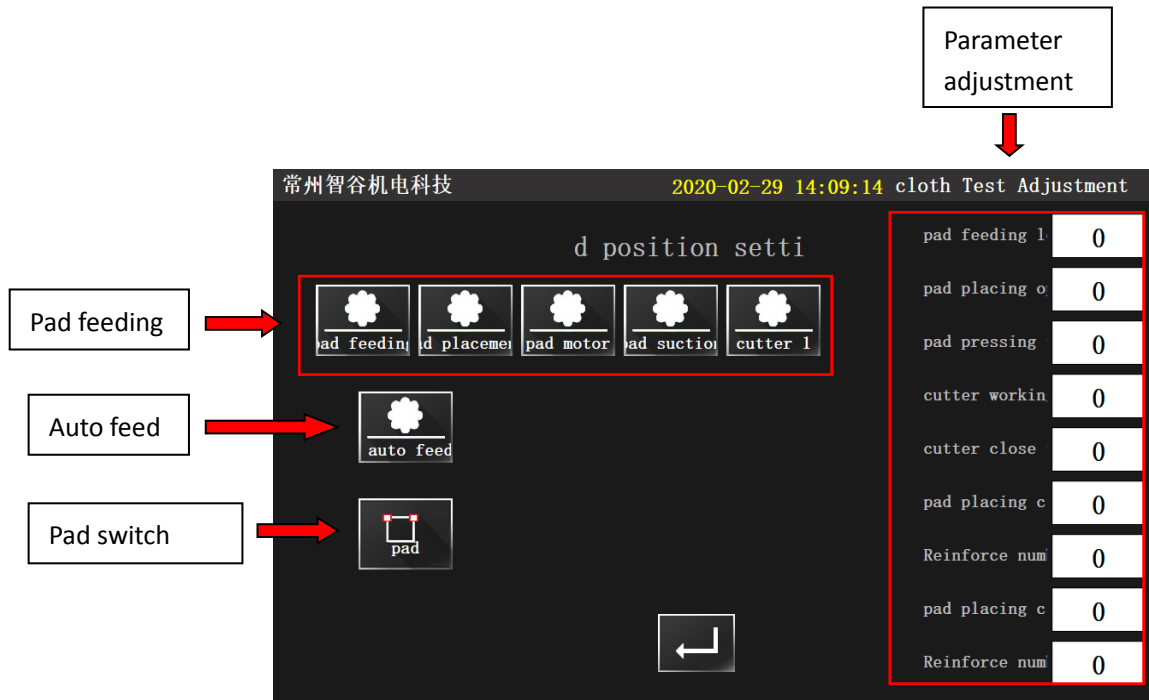 Parameter
adjustment
常州智谷机电科技
2020-02-29 14:09:14
cloth Test Adjustment
d position setti
pad feeding l
0
pad placing o
0
pad pressing
0
cutter workin
0
cutter close
0
pad placing c
0
Reinforce num
0
pad placing c
0
Reinforce num
0
Pad feeding
ad feeding
d placeme
pad motor
ad suctio
cutter 1
Auto feed
auto feed
Pad switch
pad